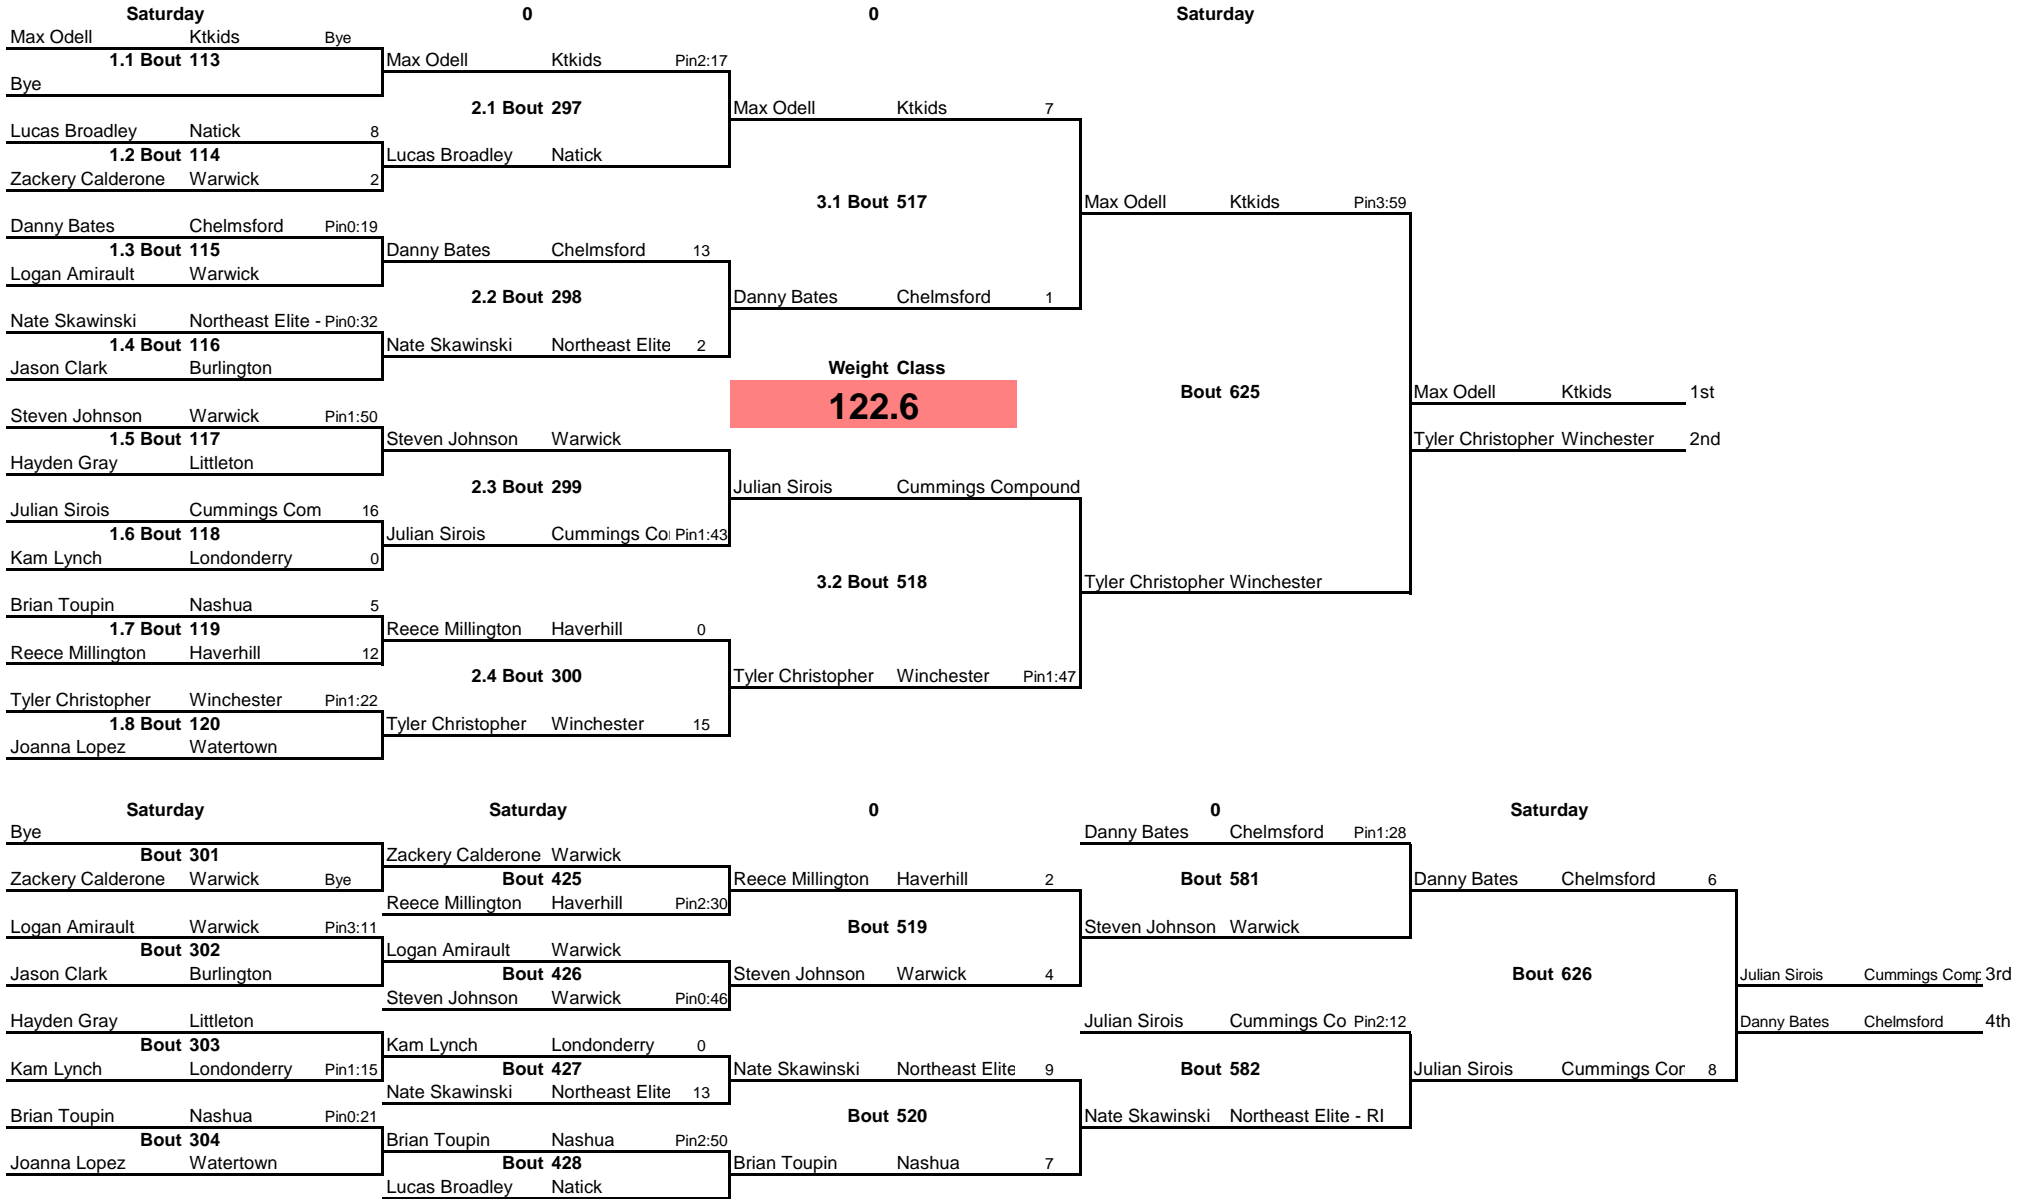 Saturday 0 0 Saturday
Max Odell Ktkids Bye
1.1 Bout 113 Max Odell Ktkids Pin2:17
Bye
2.1 Bout 297 Max Odell Ktkids 7
Lucas Broadley Natick 8
1.2 Bout 114 Lucas Broadley Natick
Zackery Calderone Warwick 2
3.1 Bout 517 Max Odell Ktkids Pin3:59
Danny Bates Chelmsford Pin0:19
1.3 Bout 115 Danny Bates Chelmsford 13
Logan Amirault Warwick
2.2 Bout 298 Danny Bates Chelmsford 1
Nate Skawinski Northeast Elite - Pin0:32
1.4 Bout 116 Nate Skawinski Northeast Elite 2
Jason Clark Burlington Weight Class
122.6 Bout 625 Max Odell Ktkids 1st
Steven Johnson Warwick Pin1:50
1.5 Bout 117 Steven Johnson Warwick Tyler Christopher Winchester 2nd
Hayden Gray Littleton
2.3 Bout 299 Julian Sirois Cummings Compound
Julian Sirois Cummings Com 16
1.6 Bout 118 Julian Sirois Cummings Co Pin1:43
Kam Lynch Londonderry 0
3.2 Bout 518 Tyler Christopher Winchester
Brian Toupin Nashua 5
1.7 Bout 119 Reece Millington Haverhill 0
Reece Millington Haverhill 12
2.4 Bout 300 Tyler Christopher Winchester Pin1:47
Tyler Christopher Winchester Pin1:22
1.8 Bout 120 Tyler Christopher Winchester 15
Joanna Lopez Watertown
Saturday Saturday 0 0 Saturday
Bye Danny Bates Chelmsford Pin1:28
Bout 301 Zackery Calderone Warwick
Zackery Calderone Warwick Bye Bout 425 Reece Millington Haverhill 2 Bout 581 Danny Bates Chelmsford 6
Reece Millington Haverhill Pin2:30
Logan Amirault Warwick Pin3:11 Bout 519 Steven Johnson Warwick
Bout 302 Logan Amirault Warwick
Jason Clark Burlington Bout 426 Steven Johnson Warwick 4 Bout 626 Julian Sirois Cummings Comp 3rd
Steven Johnson Warwick Pin0:46
Hayden Gray Littleton Julian Sirois Cummings Co Pin2:12 Danny Bates Chelmsford 4th
Bout 303 Kam Lynch Londonderry 0
Kam Lynch Londonderry Pin1:15 Bout 427 Nate Skawinski Northeast Elite 9 Bout 582 Julian Sirois Cummings Cor 8
Nate Skawinski Northeast Elite 13
Brian Toupin Nashua Pin0:21 Bout 520 Nate Skawinski Northeast Elite - RI
Bout 304 Brian Toupin Nashua Pin2:50
Joanna Lopez Watertown Bout 428 Brian Toupin Nashua 7
Lucas Broadley Natick